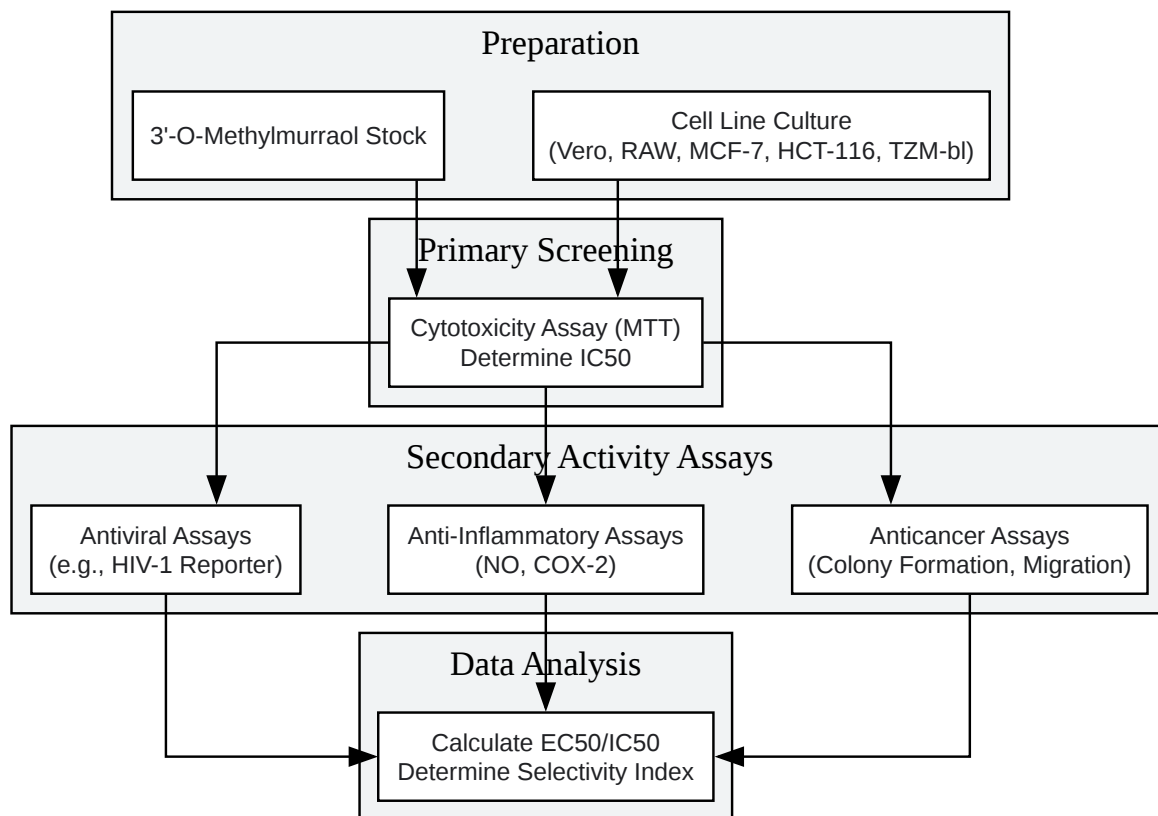 Preparation
3'-O-Methylmurraol Stock
Cell Line Culture
(Vero, RAW, MCF-7, HCT-116, TZM-bl)
Primary Screening
Cytotoxicity Assay (MTT)
Determine IC50
Secondary Activity Assays
Antiviral Assays
(e.g., HIV-1 Reporter)
Anti-Inflammatory Assays
(NO, COX-2)
Anticancer Assays
(Colony Formation, Migration)
Data Analysis
Calculate EC50/IC50
Determine Selectivity Index